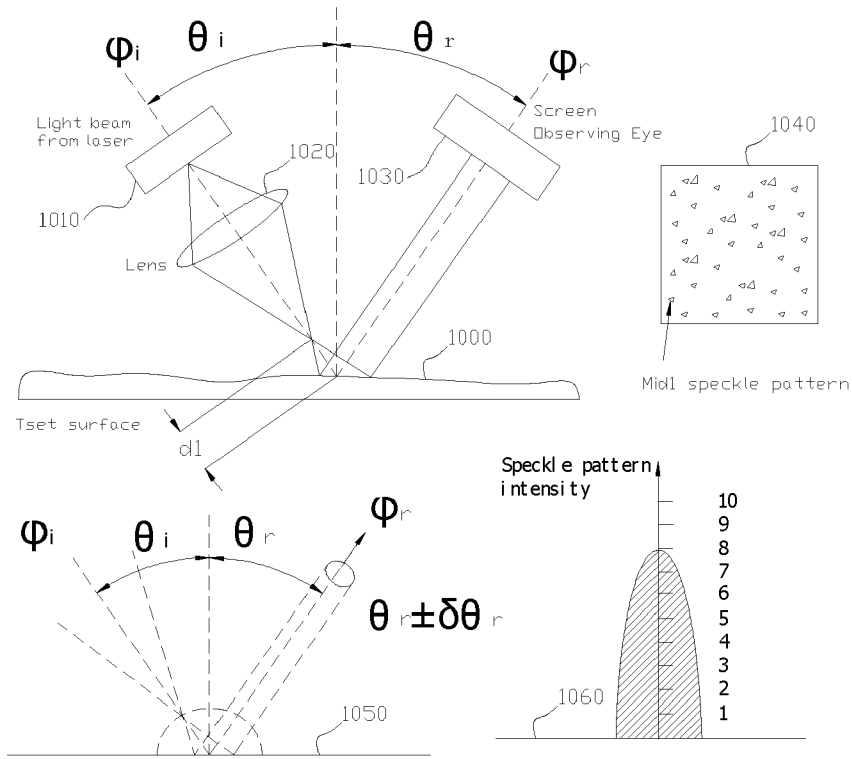 θ i
θ r
φi
φr
Light beam
from laser
1020
Screen
Observing Eye
1040
1030
1010
Lens
1000
Mid1 speckle pattern
Tset surface
d1
Speckle pattern
intensity
10
9
8
7
6
5
4
3
2
1
φi
θ i
θ r
φr
θ r±δθ r
1050
1060